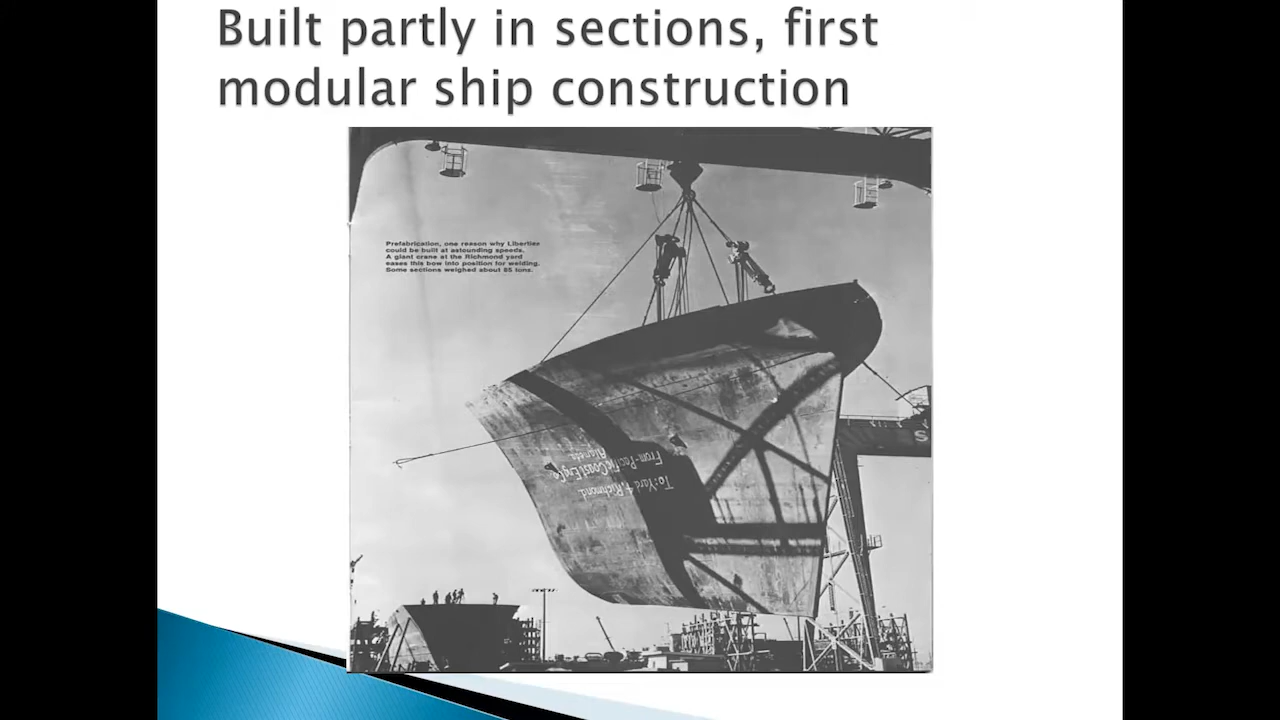 Built partly in sections, first
modular ship construction
Prefabrication, one reason why Liberties
could be built at astounding speeds.
A giant crane at the Richmond yard
eases this bow into position for welding.
Some sections weighed about 85 tons.
To: Yard 4, Richmond
From- Pacific Coast Eng Co
Alameda
S